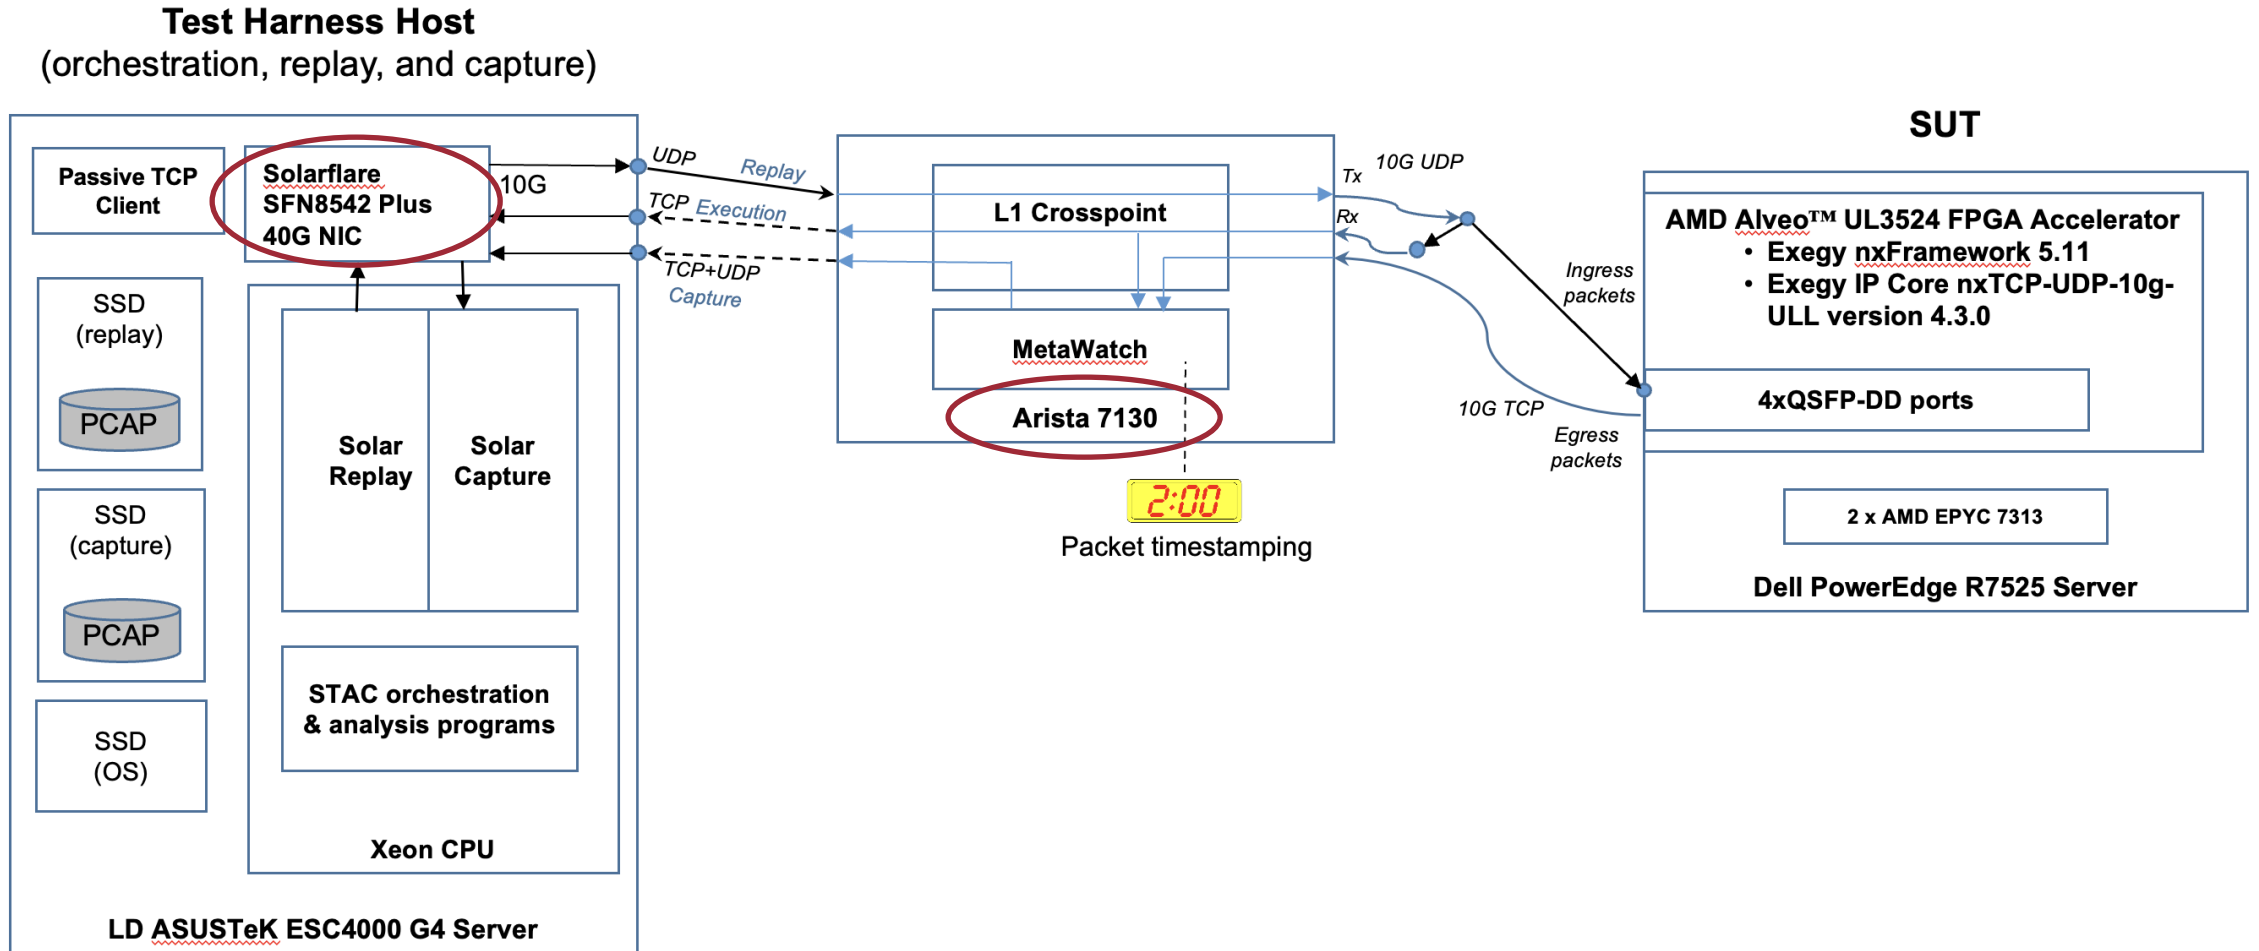 Test Harness Host
(orchestration, replay, and capture)
Passive TCP
Client
Solarflare
SFN8542 Plus
40G NIC
10G
SSD
(replay)
PCAP
SSD
(capture)
PCAP
SSD
(OS)
Solar
Replay
Solar
Capture
STAC orchestration
& analysis programs
Xeon CPU
LD ASUSTeK ESC4000 G4 Server
UDP
Replay
TCP
Execution
TCP+UDP
Capture
L1 Crosspoint
MetaWatch
Arista 7130
2:00
Packet timestamping
Tx
10G UDP
Rx
Ingress
packets
10G TCP
Egress
packets
SUT
AMD Alveo™ UL3524 FPGA Accelerator
• Exegy nxFramework 5.11
• Exegy IP Core nxTCP-UDP-10g-
ULL version 4.3.0
4xQSFP-DD ports
2 x AMD EPYC 7313
Dell PowerEdge R7525 Server